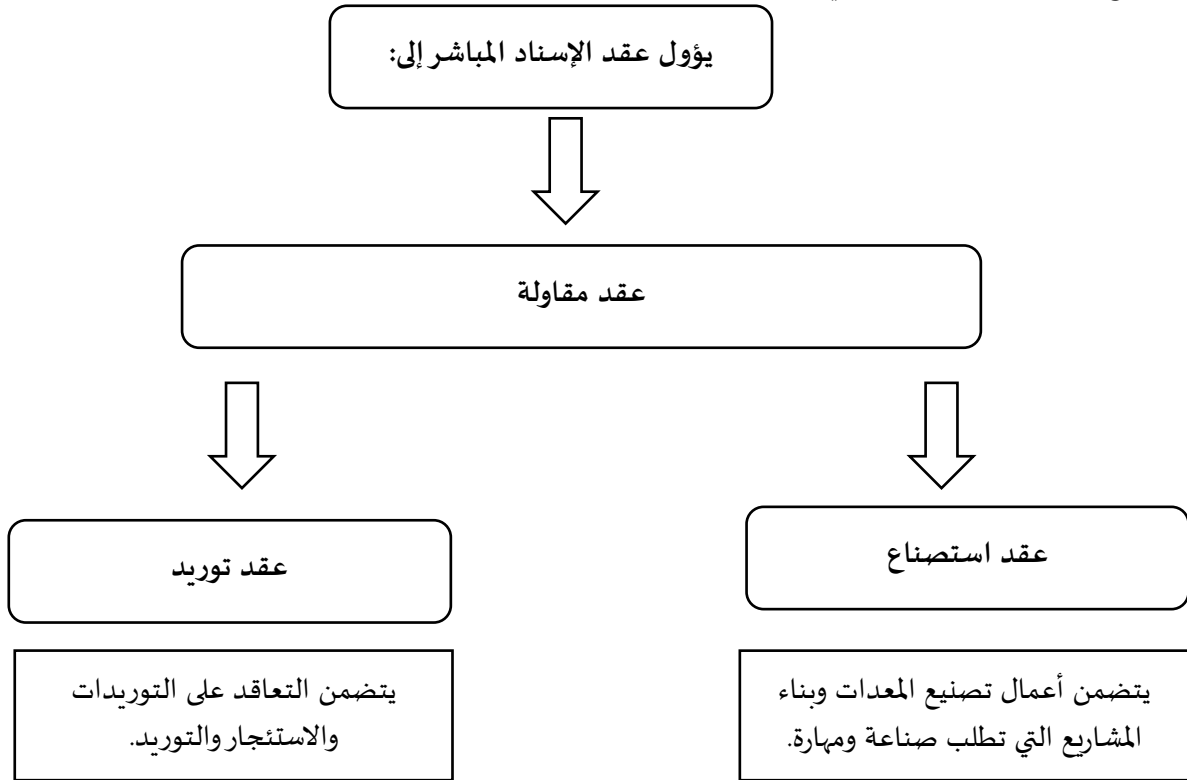 يؤول عقد الإسناد المباشر إلى:
عقد مقاولة
عقد استصناع
عقد توريد
يتضمن أعمال تصنيع المعدات وبناء
المشاريع التي تطلب صناعة ومهارة.
يتضمن التعاقد على التوريدات
والاستئجار والتوريد.